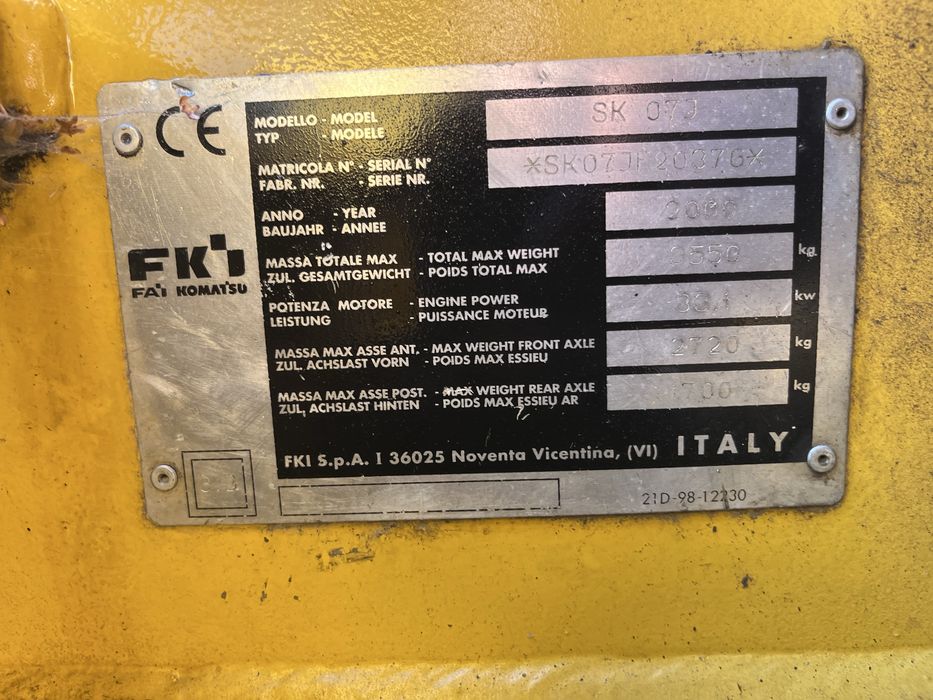 CE
MODELLO - MODEL SK 07J
TYP - MODELE
MATRICOLA N° - SERIAL N°
FABR. NR. - SERIE NR.
ANNO - YEAR
BAUJAHR - ANNEE
MASSA TOTALE MAX - TOTAL MAX WEIGHT kg
ZUL. GESAMTGEWICHT - POIDS TOTAL MAX
FKI
FAI KOMATSU
POTENZA MOTORE - ENGINE POWER kw
LEISTUNG - PUISSANCE MOTEUR
MASSA MAX ASSE ANT. - MAX WEIGHT FRONT AXLE 2720 kg
ZUL. ACHSLAST VORN - POIDS MAX ESSIEU
MASSA MAX ASSE POST. - MAX WEIGHT REAR AXLE 700 kg
ZUL. ACHSLAST HINTEN - POIDS MAX ESSIEU AR
FKI S.p.A. I 36025 Noventa Vicentina, (VI) ITALY
21D-98-12230